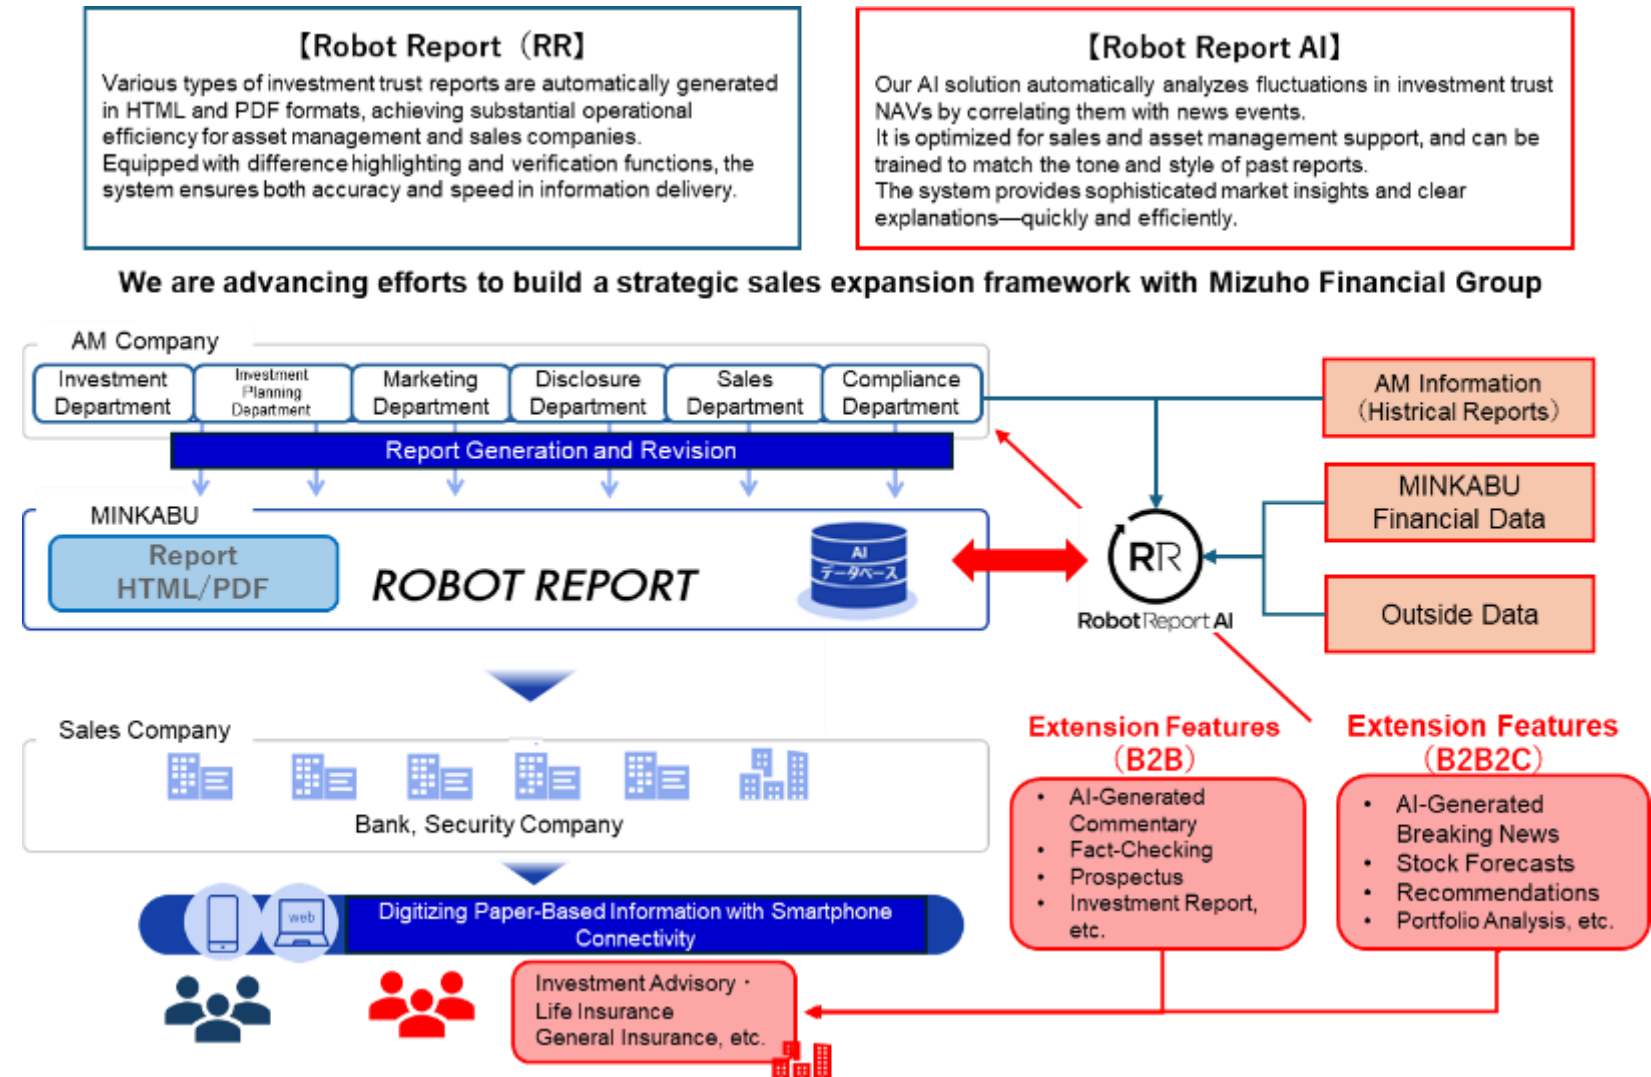 【Robot Report（RR】
Various types of investment trust reports are automatically generated
in HTML and PDF formats, achieving substantial operational
efficiency for asset management and sales companies.
Equipped with difference highlighting and verification functions, the
system ensures both accuracy and speed in information delivery.
【Robot Report AI】
Our AI solution automatically analyzes fluctuations in investment trust
NAVs by correlating them with news events.
It is optimized for sales and asset management support, and can be
trained to match the tone and style of past reports.
The system provides sophisticated market insights and clear
explanations—quickly and efficiently.
We are advancing efforts to build a strategic sales expansion framework with Mizuho Financial Group
AM Company
Investment
Department
Investment
Planning
Department
Marketing
Department
Disclosure
Department
Sales
Department
Compliance
Department
Report Generation and Revision
AM Information
（Histrical Reports）
MINKABU
Financial Data
Outside Data
MINKABU
Report
HTML/PDF
ROBOT REPORT
AI
データベース
RR
RobotReport AI
Sales Company
Bank, Security Company
Extension Features
（B2B）
AI-Generated
Commentary
Fact-Checking
Prospectus
Investment Report,
etc.
Extension Features
（B2B2C）
AI-Generated
Breaking News
Stock Forecasts
Recommendations
Portfolio Analysis, etc.
web
Digitizing Paper-Based Information with Smartphone
Connectivity
Investment Advisory・
Life Insurance
General Insurance, etc.